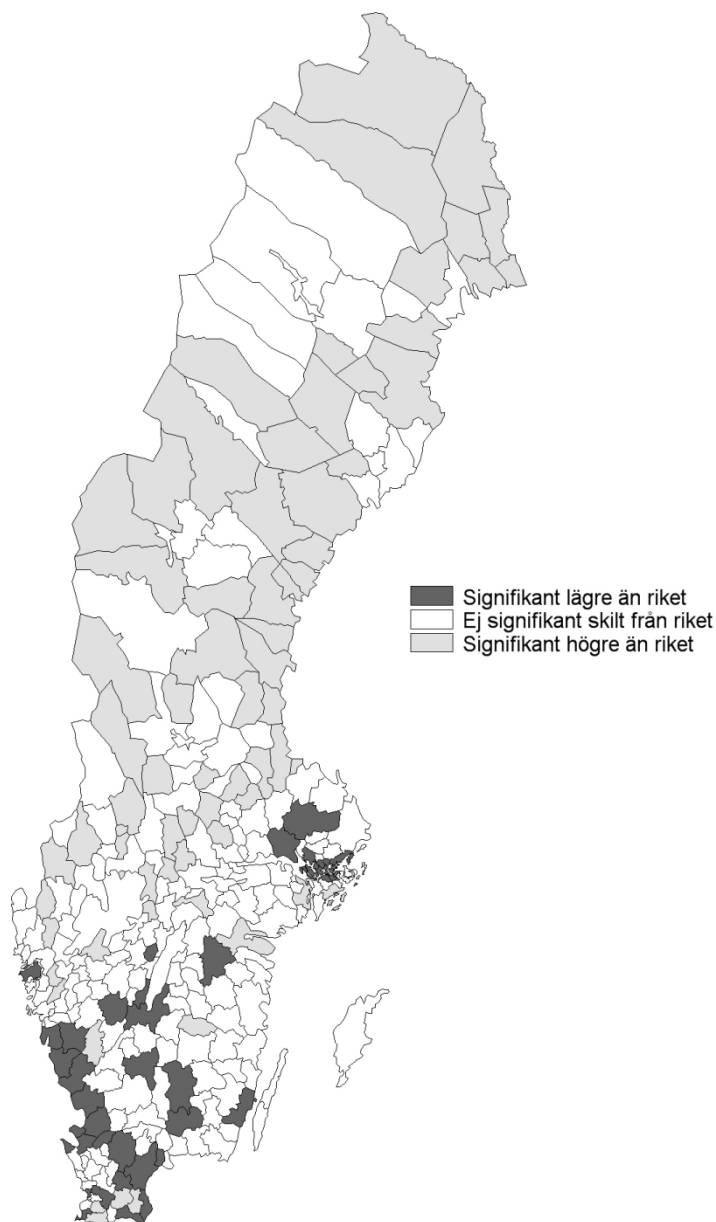 Signifikant lägre än riket
Ej signifikant skilt från riket
Signifikant högre än riket